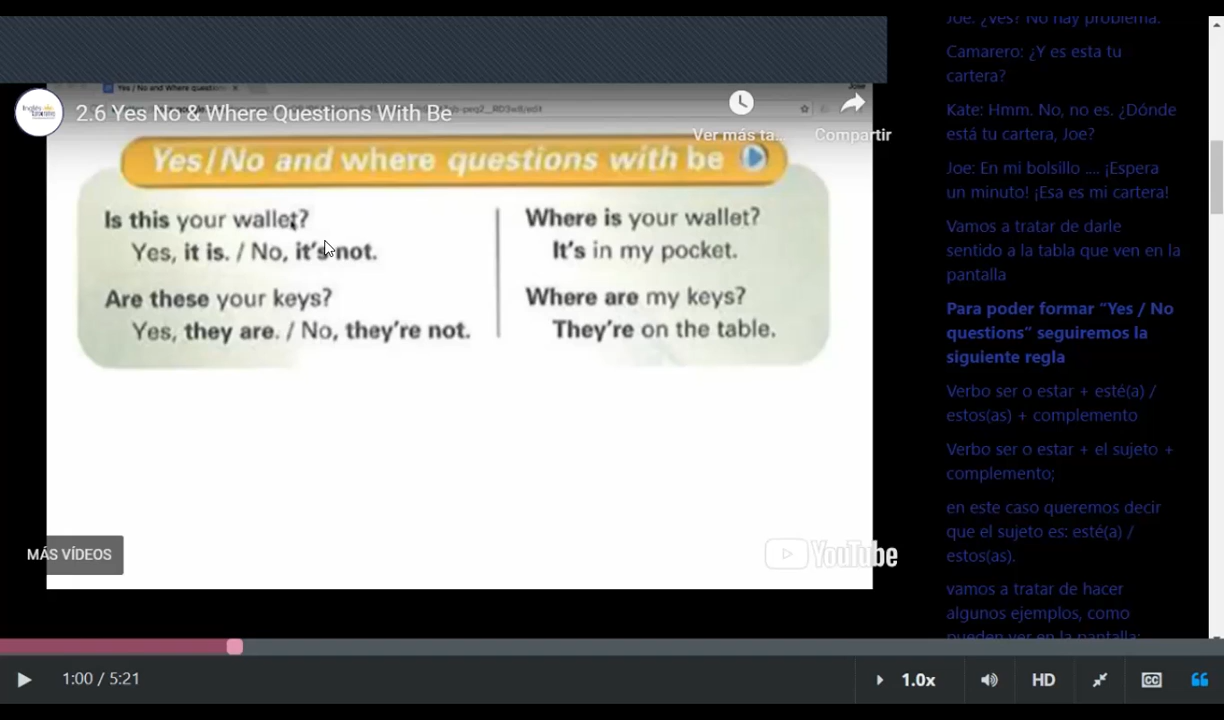 2.6 Yes No & Where Questions With Be
Ver más ta...
Compartir
Yes/No and where questions with be
Is this your wallet?
Yes, it is. / No, it's not.
Are these your keys?
Yes, they are. / No, they're not.
Where is your wallet?
It's in my pocket.
Where are my keys?
They're on the table.
MÁS VÍDEOS
YouTube
1:00 / 5:21
1.0x
HD
CC
Joe: ¿Ves? No hay problema.
Camarero: ¿Y es esta tu
cartera?
Kate: Hmm. No, no es. ¿Dónde
está tu cartera, Joe?
Joe: En mi bolsillo .... ¡Espera
un minuto! ¡Esa es mi cartera!
Vamos a tratar de darle
sentido a la tabla que ven en la
pantalla
Para poder formar “Yes / No
questions” seguiremos la
siguiente regla
Verbo ser o estar + esté(a) /
estos(as) + complemento
Verbo ser o estar + el sujeto +
complemento;
en este caso queremos decir
que el sujeto es: esté(a) /
estos(as).
vamos a tratar de hacer
algunos ejemplos, como
pueden ver en la pantalla: